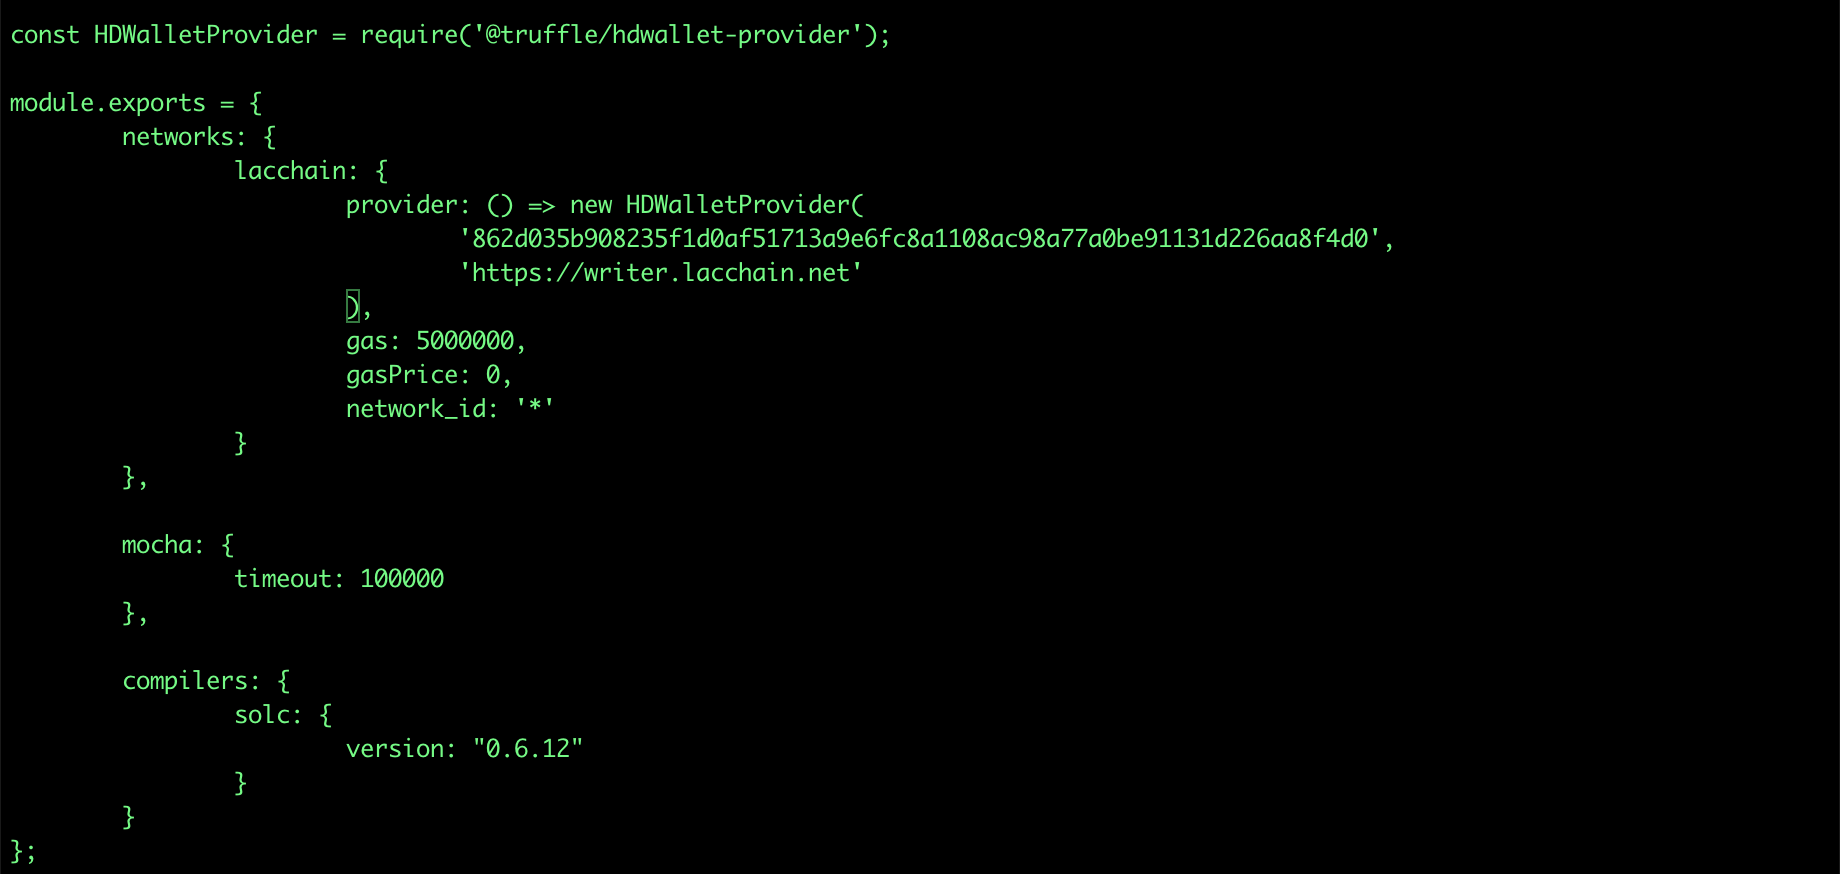 const HDWalletProvider = require('@truffle/hdwallet-provider');
module.exports = {
networks: {
lacchain: {
provider: () => new HDWalletProvider(
'862d035b908235f1d0af51713a9e6fc8a1108ac98a77a0be91131d226aa8f4d0',
'https://writer.lacchain.net'
),
gas: 5000000,
gasPrice: 0,
network_id: '*'
}
},
mocha: {
timeout: 100000
},
compilers: {
solc: {
version: "0.6.12"
}
}
};